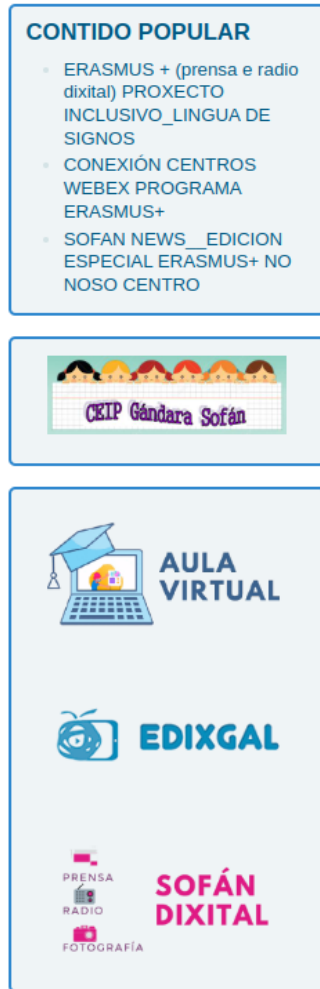 CONTIDO POPULAR
ERASMUS + (prensa e radio
dixital) PROXECTO
INCLUSIVO_LINGUA DE
SIGNOS
CONEXIÓN CENTROS
WEBEX PROGRAMA
ERASMUS+
SOFAN NEWS__EDICION
ESPECIAL ERASMUS+ NO
NOSO CENTRO
CEIP Gándara Sofán
AULA
VIRTUAL
EDIXGAL
PRENSA
RADIO
FOTOGRAFÍA
SOFÁN
DIXITAL